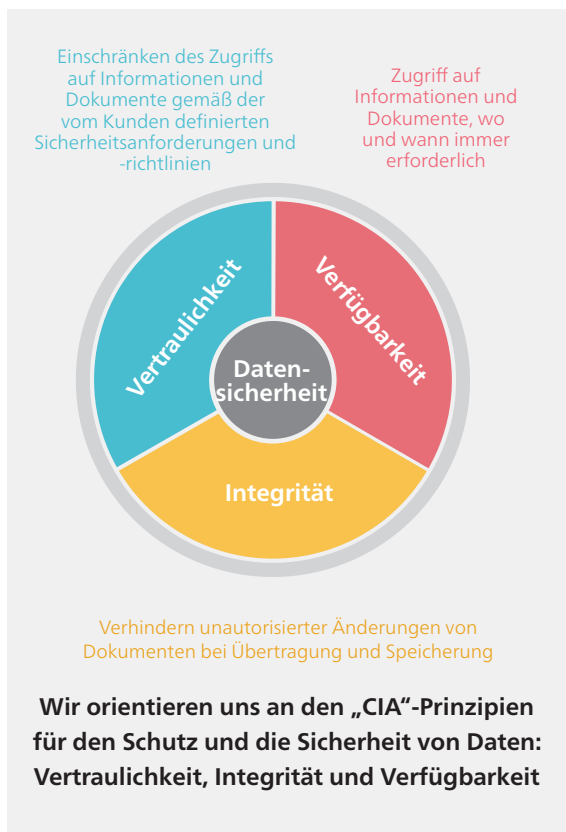 Einschränken des Zugriffs
auf Informationen und
Dokumente gemäß der
vom Kunden definierten
Sicherheitsanforderungen und
-richtlinien
Zugriff auf
Informationen und
Dokumente, wo
und wann immer
erforderlich
Vertraulichkeit
Verfügbarkeit
Daten-
sicherheit
Integrität
Verhindern unautorisierter Änderungen von
Dokumenten bei Übertragung und Speicherung
Wir orientieren uns an den „CIA“-Prinzipien
für den Schutz und die Sicherheit von Daten:
Vertraulichkeit, Integrität und Verfügbarkeit